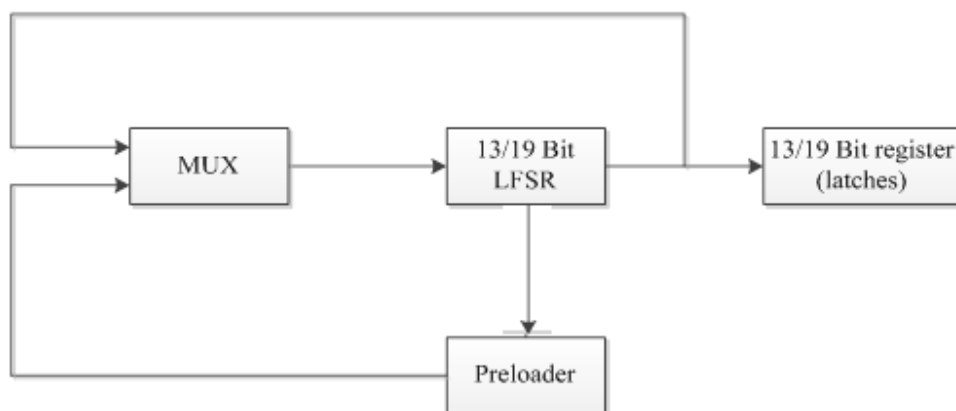 MUX
13/19 Bit
LFSR
13/19 Bit register
(latches)
Preloader